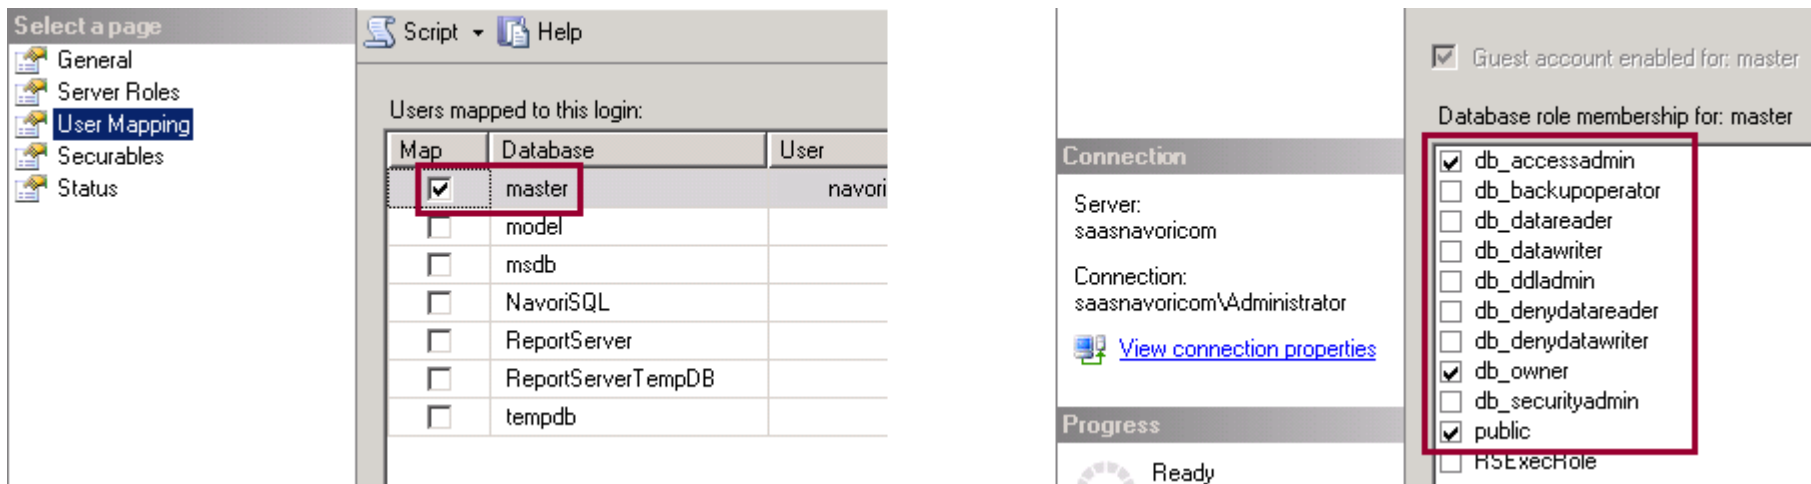 Select a page
General
Server Roles
User Mapping
Securables
Status
Script Help
Users mapped to this login:
Map Database User
master navori
model
msdb
NavoriSQL
ReportServer
ReportServerTempDB
tempdb
Connection
Server:
saasnavoricom
Connection:
saasnavoricom\Administrator
View connection properties
Progress
Ready
Guest account enabled for: master
Database role membership for: master
db_accessadmin
db_backupoperator
db_datareader
db_datawriter
db_ddladmin
db_denydatareader
db_denydatawriter
db_owner
db_securityadmin
public
RSExecRole